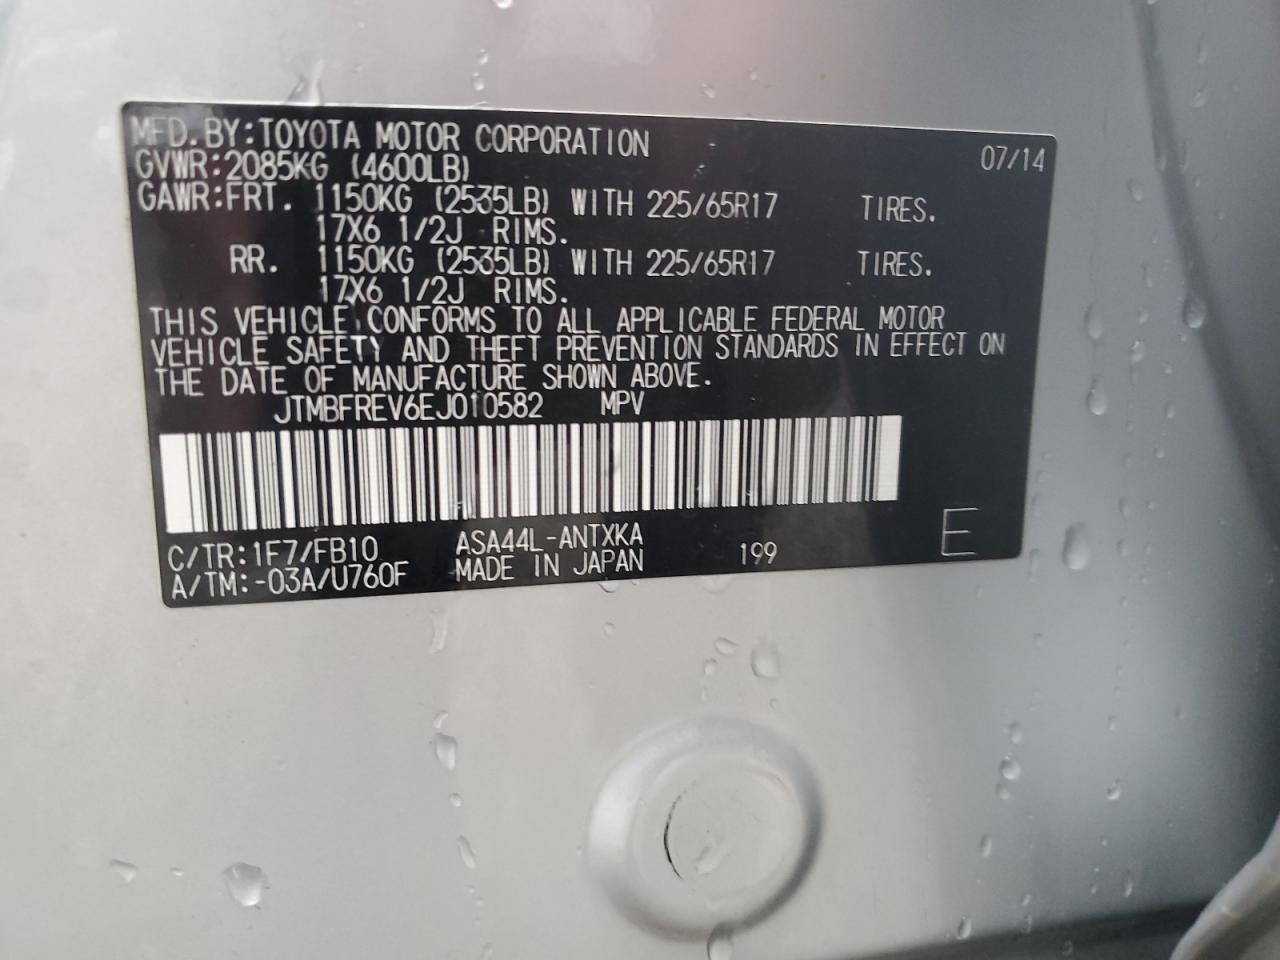 MFD. BY: TOYOTA MOTOR CORPORATION 07/14
GVWR: 2085KG (4600LB)
GAWR: FRT. 1150KG (2535LB) WITH 225/65R17 TIRES.
17X6 1/2J RIMS.
RR. 1150KG (2535LB) WITH 225/65R17 TIRES.
17X6 1/2J RIMS.
THIS VEHICLE CONFORMS TO ALL APPLICABLE FEDERAL MOTOR
VEHICLE SAFETY AND THEFT PREVENTION STANDARDS IN EFFECT ON
THE DATE OF MANUFACTURE SHOWN ABOVE.
JTMBFREV6EJ010582 MPV
C/TR: 1F7/FB10 ASA44L-ANTXKA
A/TM: -03A/U760F MADE IN JAPAN 199 E